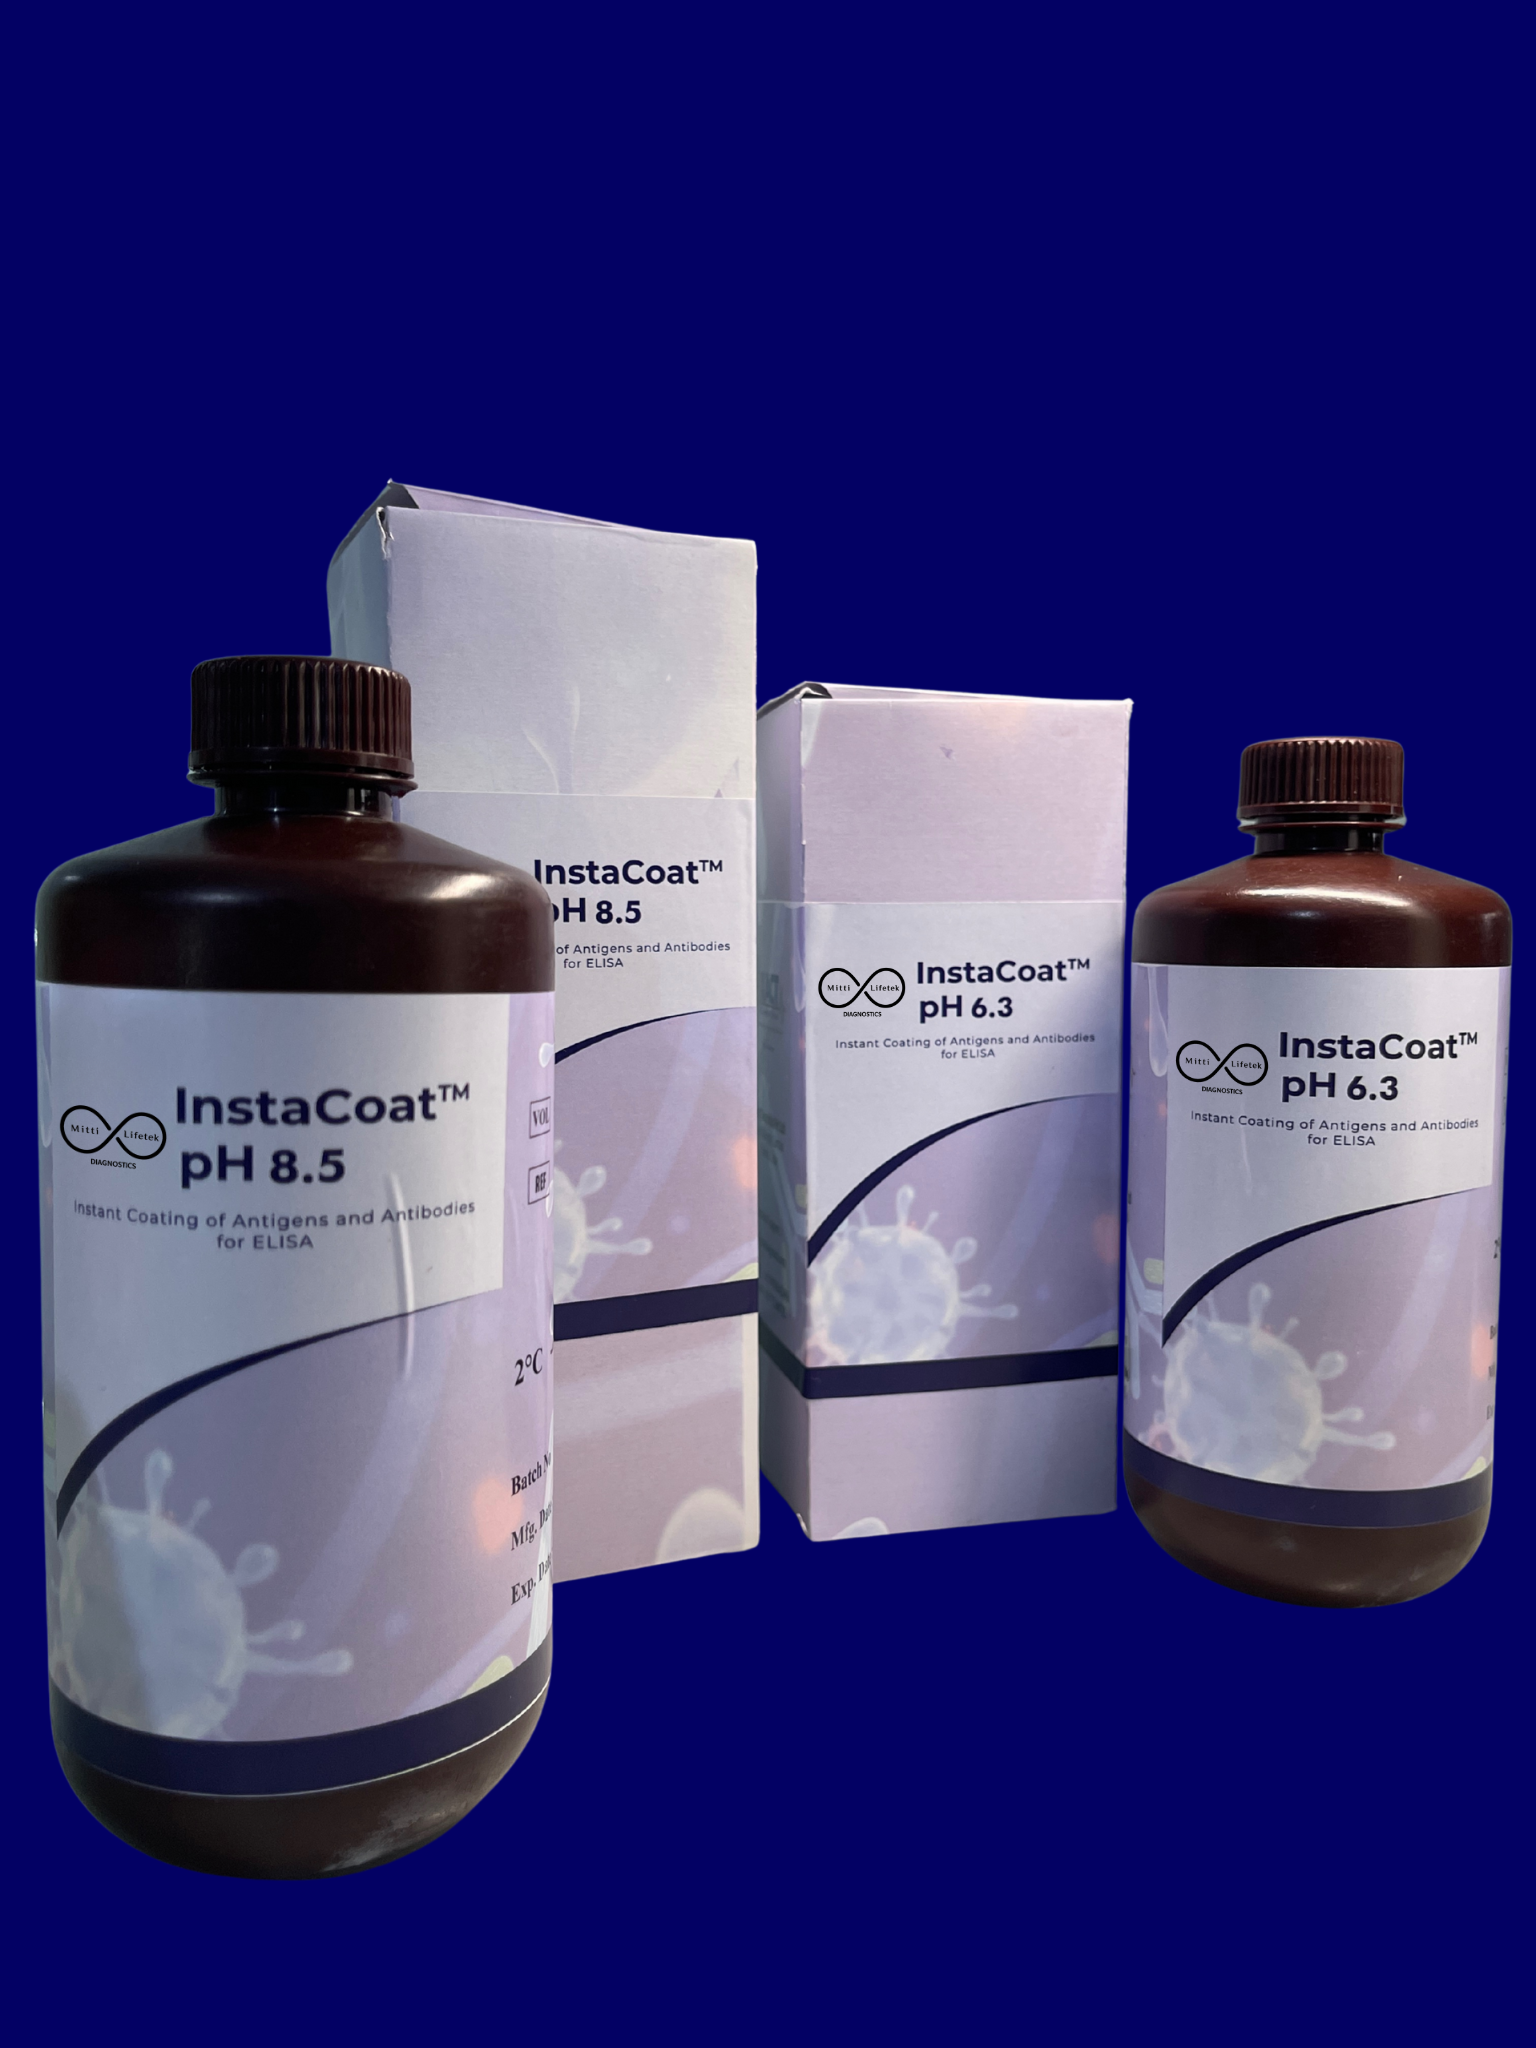 Mitti Lifetek
DIAGNOSTICS
InstaCoat™
pH 8.5
Instant Coating of Antigens and Antibodies
for ELISA
VOL
REF
2°C
Batch
Mfg.
Exp.
InstaCoat™
pH 8.5
of Antigens and Antibodies
for ELISA
Mitti Lifetek
DIAGNOSTICS
InstaCoat™
pH 6.3
Instant Coating of Antigens and Antibodies
for ELISA
Mitti Lifetek
DIAGNOSTICS
InstaCoat™
pH 6.3
Instant Coating of Antigens and Antibodies
for ELISA